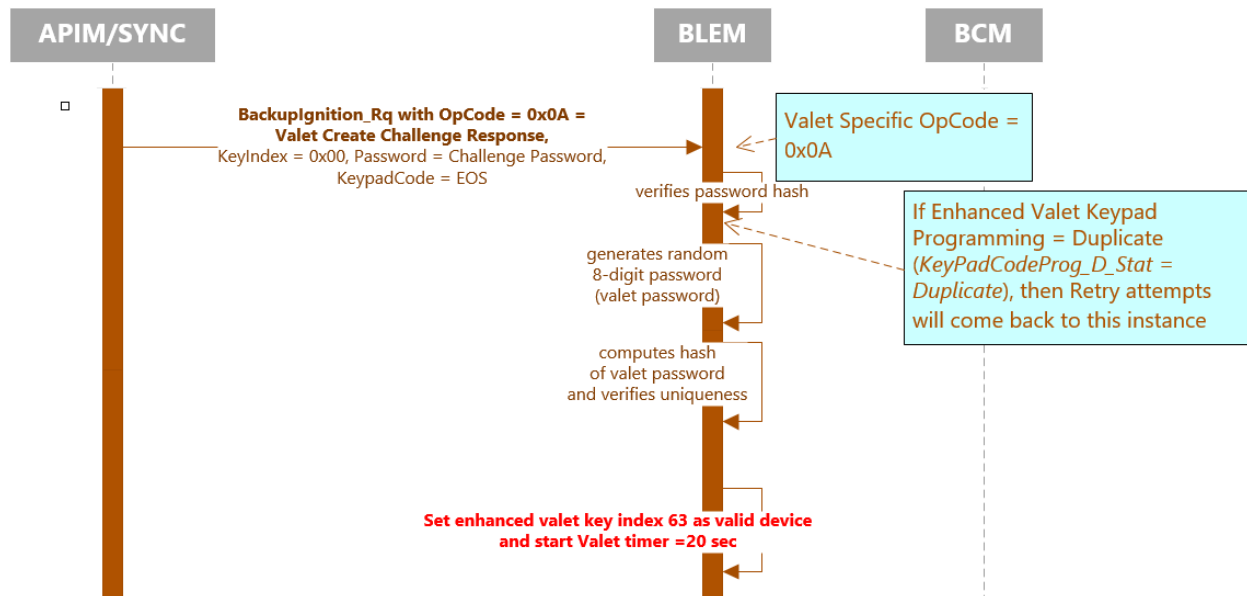 APIM/SYNC
BLEM
BCM
BackupIgnition_Rq with OpCode = 0x0A =
Valet Create Challenge Response,
KeyIndex = 0x00, Password = Challenge Password,
KeypadCode = EOS
Valet Specific OpCode =
0x0A
verifies password hash
If Enhanced Valet Keypad
Programming = Duplicate
(KeyPadCodeProg_D_Stat =
Duplicate), then Retry attempts
will come back to this instance
generates random
8-digit password
(valet password)
computes hash
of valet password
and verifies uniqueness
Set enhanced valet key index 63 as valid device
and start Valet timer =20 sec